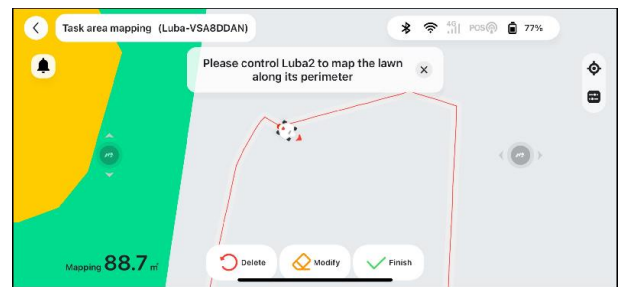 Task area mapping (Luba-VSA8DDAN)
4G
POS
77%
Please control Luba2 to map the lawn
along its perimeter
Mapping 88.7 ㎡
Delete
Modify
Finish